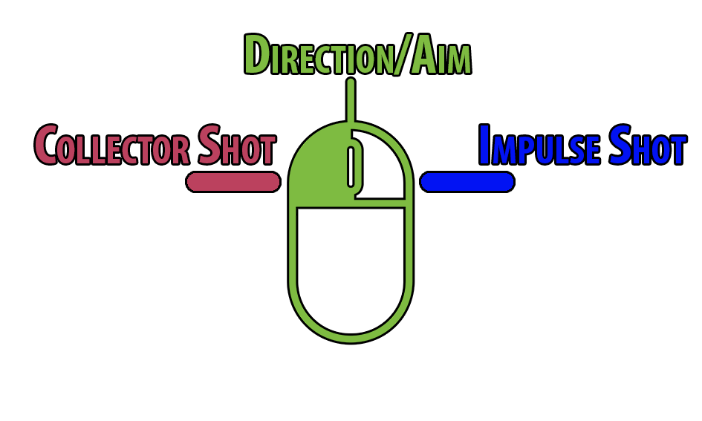 Direction/Aim
Collector Shot
Impulse Shot